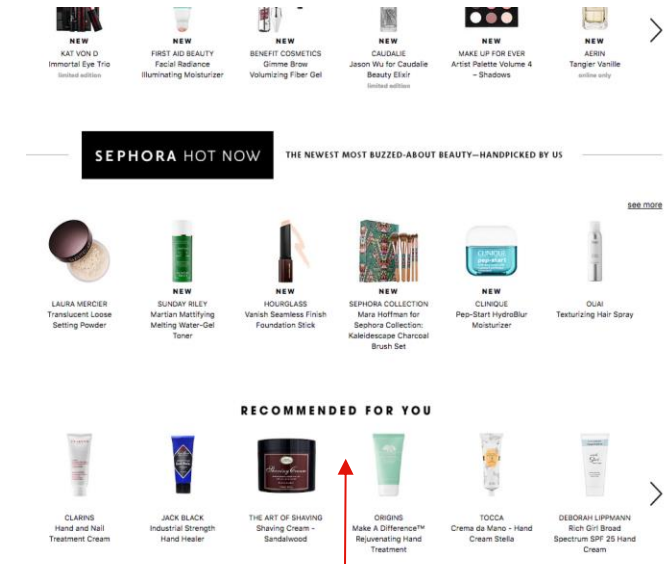 NEW NEW NEW NEW NEW NEW
KAT VON D FIRST AID BEAUTY BENEFIT COSMETICS CAUDALIE MAKE UP FOR EVER AERIN
Immortal Eye Trio Facial Radiance Gimme Brow Jason Wu for Caudalie Artist Palette Volume 4 Tangier Vanille
limited edition Illuminating Moisturizer Volumizing Fiber Gel Beauty Elixir – Shadows online only
limited edition
SEPHORA HOT NOW THE NEWEST MOST BUZZED-ABOUT BEAUTY—HANDPICKED BY US
see more
CLINIQUE
pep-start
NEW NEW NEW NEW
LAURA MERCIER SUNDAY RILEY HOURGLASS SEPHORA COLLECTION CLINIQUE OUAI
Translucent Loose Martian Mattifying Vanish Seamless Finish Mara Hoffman for Pep-Start HydroBlur Texturizing Hair Spray
Setting Powder Melting Water-Gel Foundation Stick Sephora Collection: Moisturizer
Toner Kaleidescape Charcoal
Brush Set
RECOMMENDED FOR YOU
Shaving Cream
CLARINS JACK BLACK THE ART OF SHAVING ORIGINS TOCCA DEBORAH LIPPMANN
Hand and Nail Industrial Strength Shaving Cream - Make A Difference™ Crema da Mano - Hand Rich Girl Broad
Treatment Cream Hand Healer Sandalwood Rejuvenating Hand Cream Stella Spectrum SPF 25 Hand
Treatment Cream